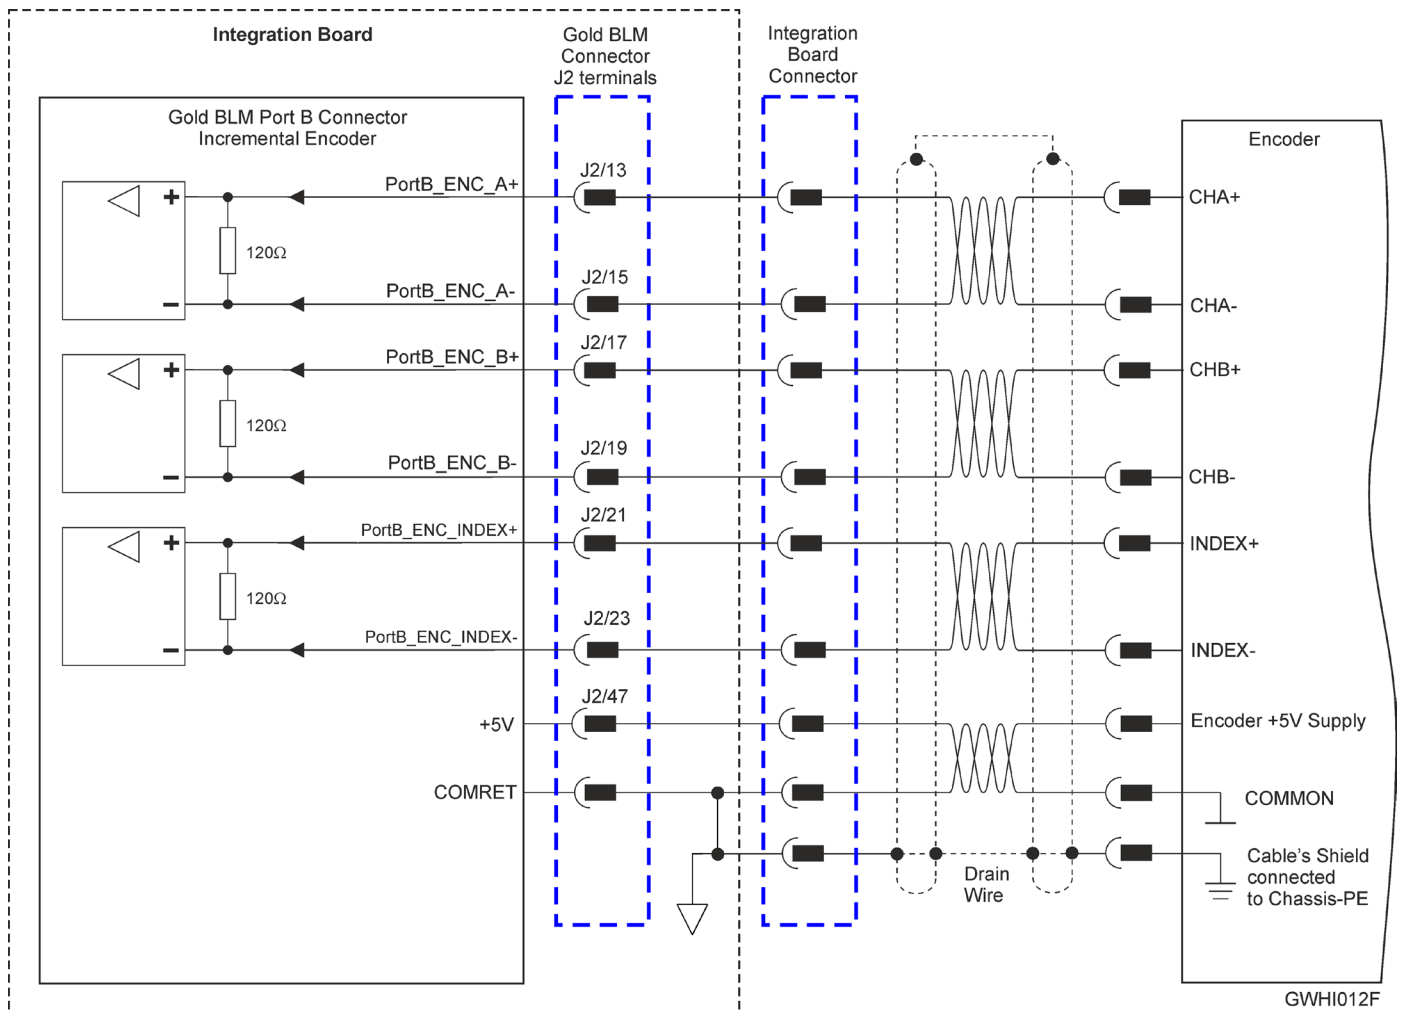 Integration Board
Gold BLM
Connector
J2 terminals
Integration
Board
Connector
Gold BLM Port B Connector
Incremental Encoder
Encoder
PortB_ENC_A+
J2/13
+
CHA+
120Ω
PortB_ENC_A-
J2/15
-
CHA-
PortB_ENC_B+
J2/17
+
CHB+
120Ω
PortB_ENC_B-
J2/19
-
CHB-
PortB_ENC_INDEX+
J2/21
+
INDEX+
120Ω
PortB_ENC_INDEX-
J2/23
-
INDEX-
+5V
J2/47
Encoder +5V Supply
COMRET
COMMON
Drain
Wire
Cable's Shield
connected
to Chassis-PE
GWHI012F